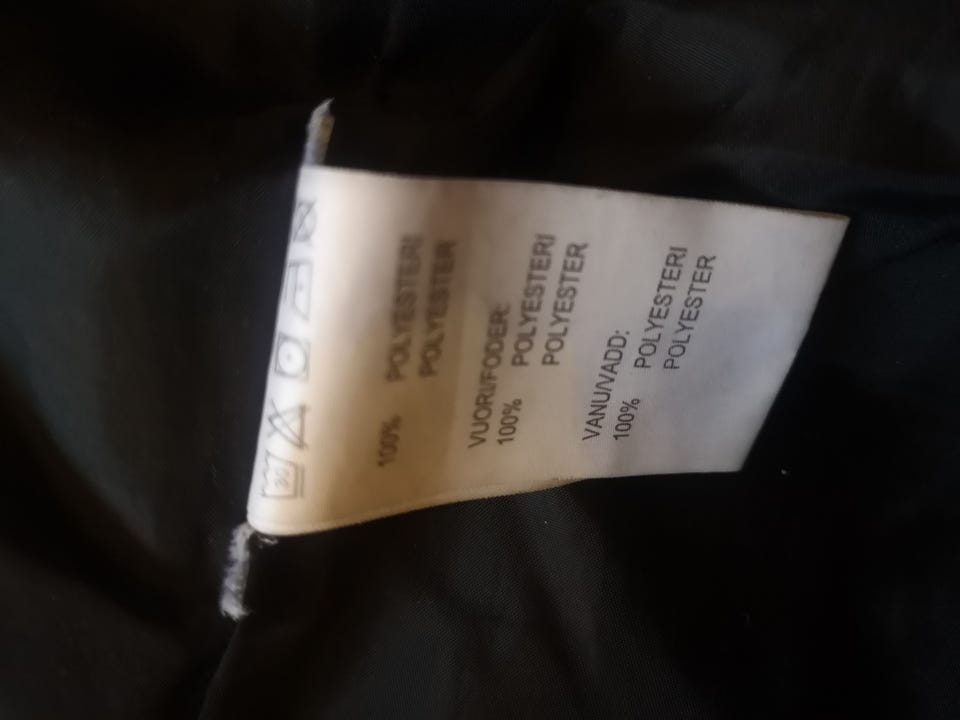 100% POLYESTERI
POLYESTER
VUORI/FODER:
100% POLYESTERI
POLYESTER
VANU/VADD:
100% POLYESTERI
POLYESTER